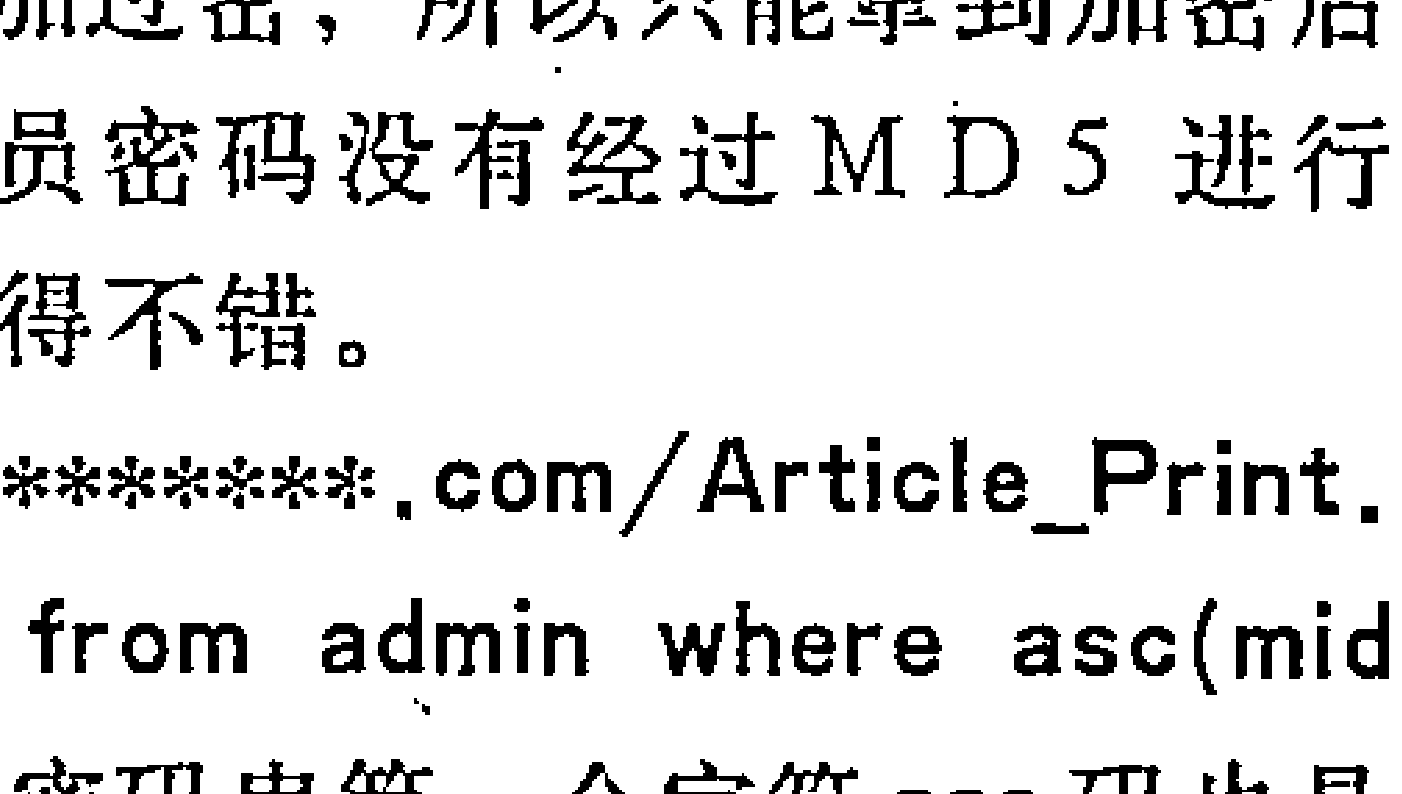 加过密，所以只能拿到加密后
员密码没有经过MD5 进行
得不错。
*******.com/Article_Print.
from admin where asc(mid